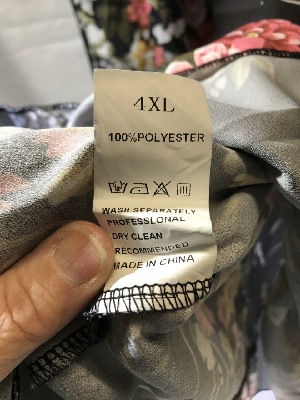 4XL
100%POLYESTER
WASH SEPARATELY
PROFESSIONAL
DRY CLEAN
RECOMMENDED
MADE IN CHINA